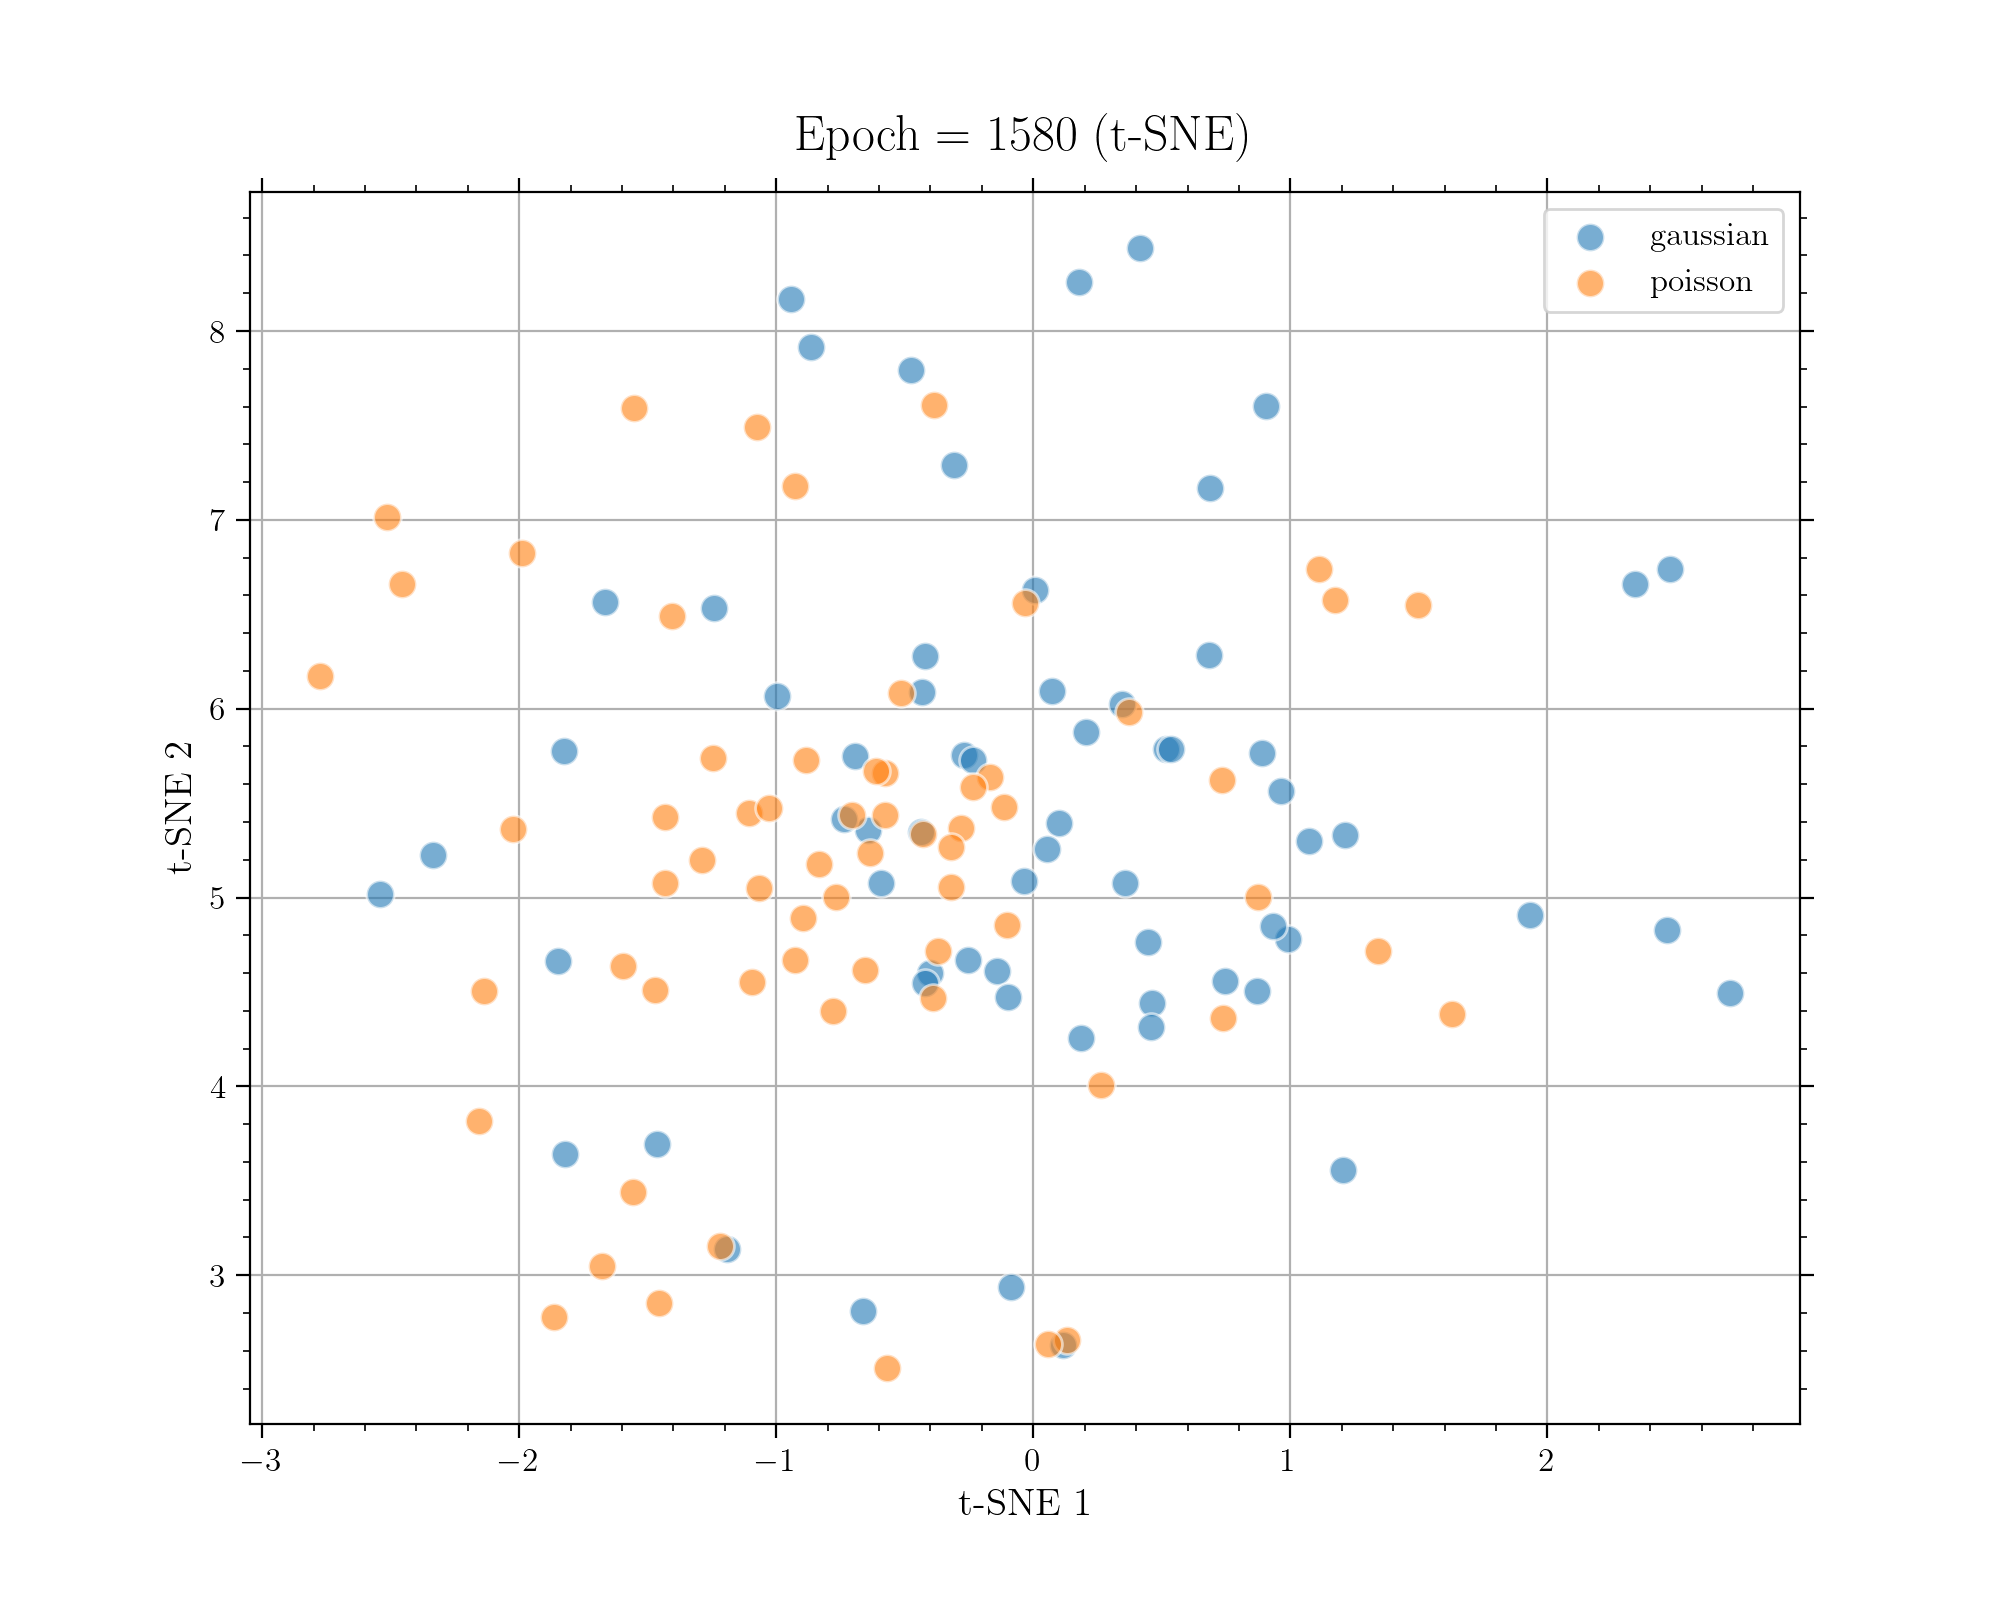 Epoch = 1580 (t-SNE)
gaussian
poisson
8
7
6
5
4
3
t-SNE 2
−3
−2
−1
0
1
2
t-SNE 1